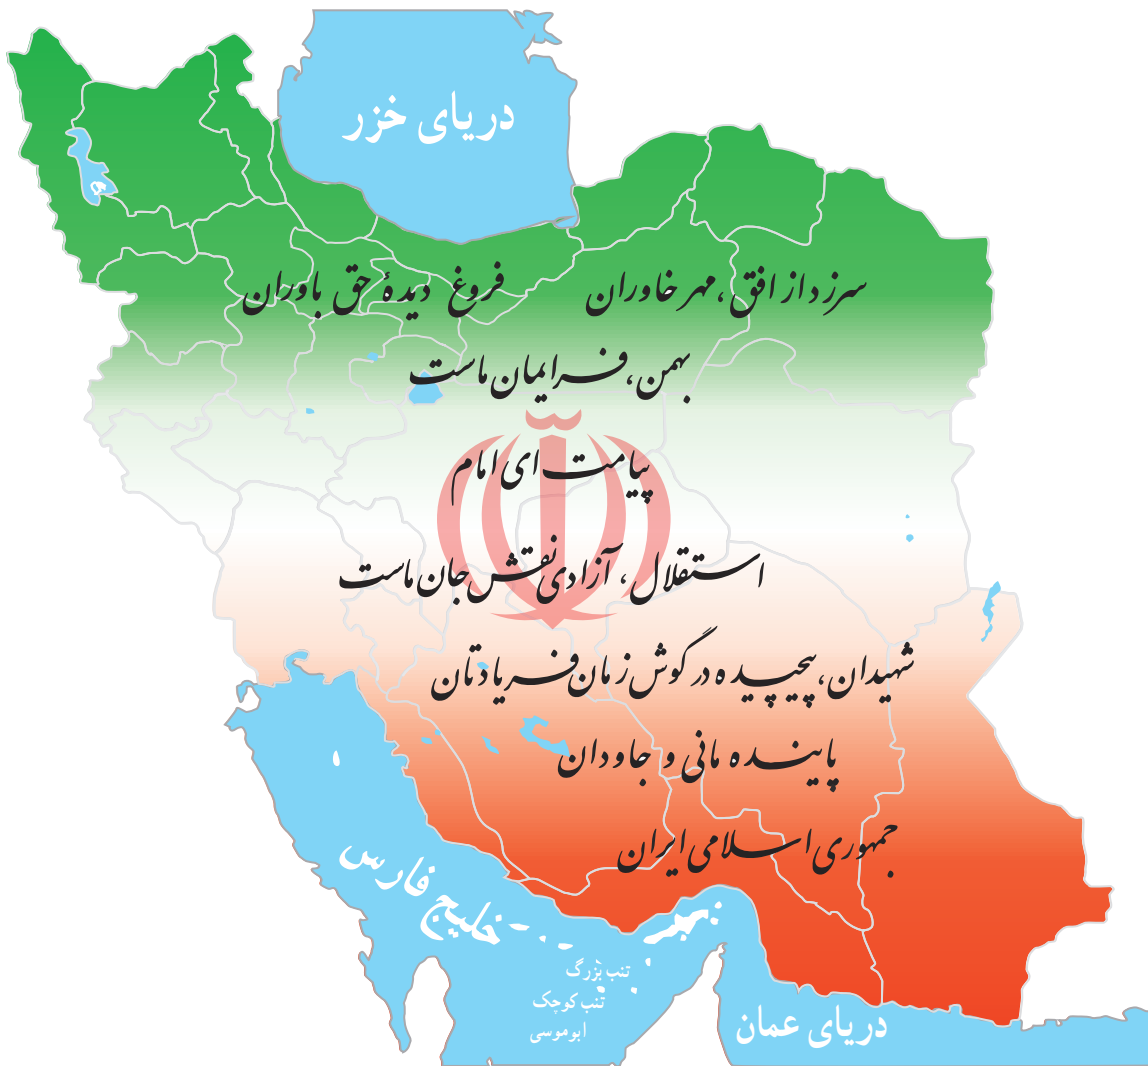 دریای خزر
سر زد از افق، مهر خاوران فروغ دیدهٔ حق باوران
بهمن، فر ایمان ماست
پیامت ای امام
استقلال، آزادی نقش جان ماست
شهیدان، پیچیده در گوش زمان فریادتان
پاینده مانی و جاودان
جمهوری اسلامی ایران
خلیج فارس
تنب بزرگ
تنب کوچک
ابوموسی
دریای عمان